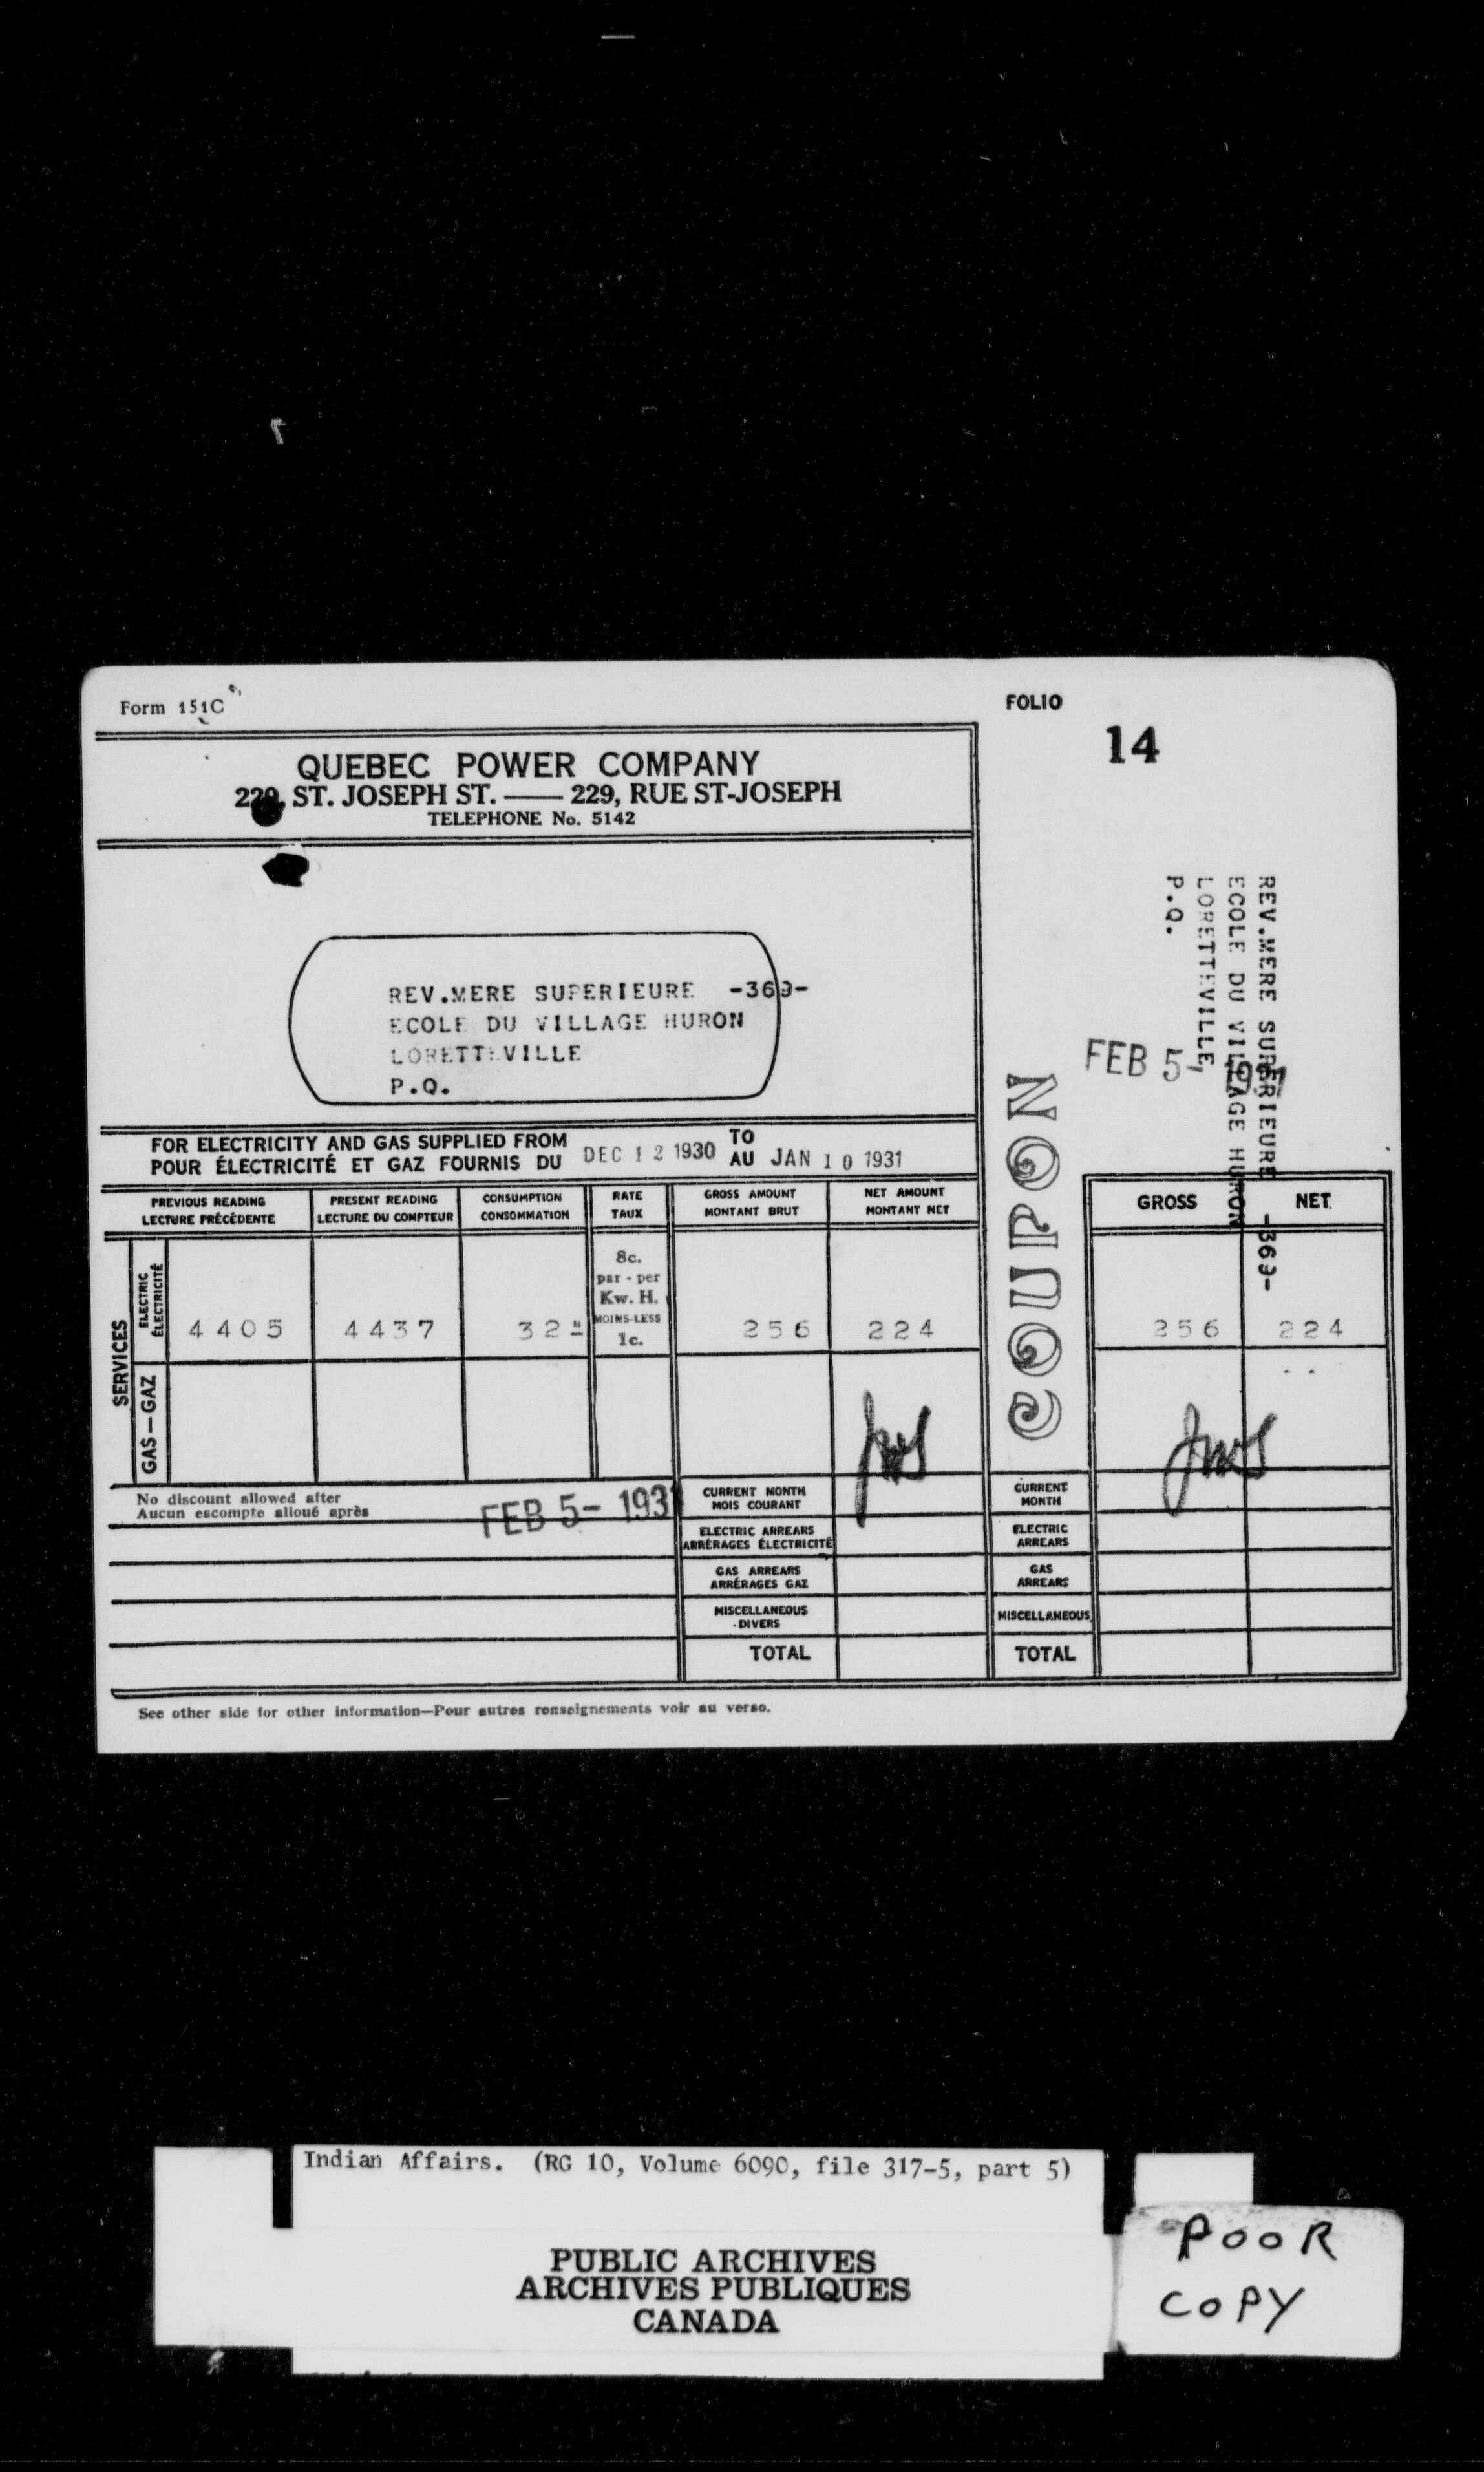 Form 151C
FOLIO
14
QUEBEC POWER COMPANY
229, ST. JOSEPH ST. —— 229, RUE ST-JOSEPH
TELEPHONE No. 5142
REV.MERE SUPERIEURE -369-
ECOLE DU VILLAGE HURON
LORETTEVILLE
P.Q.
REV.MERE SUPERIEURE -369-
ECOLE DU VILLAGE HURON
LORETTEVILLE
P.Q.
FEB 5- 1931
COUPON
FOR ELECTRICITY AND GAS SUPPLIED FROM
POUR ÉLECTRICITÉ ET GAZ FOURNIS DU
DEC 12 1930
TO
AU
JAN 10 1931
PREVIOUS READING
LECTURE PRÉCÉDENTE
PRESENT READING
LECTURE DU COMPTEUR
CONSUMPTION
CONSOMMATION
RATE
TAUX
GROSS AMOUNT
MONTANT BRUT
NET AMOUNT
MONTANT NET
GROSS
NET
SERVICES
ELECTRIC
ÉLECTRICITÉ
4405
4437
32
8c.
par - per
Kw. H.
MOINS-LESS
1c.
256
224
256
224
GAS—GAZ
No discount allowed after
Aucun escompte alloué après
FEB 5- 1931
CURRENT MONTH
MOIS COURANT
ELECTRIC ARREARS
ARRÉRAGES ÉLECTRICITÉ
GAS ARREARS
ARRÉRAGES GAZ
MISCELLANEOUS
-DIVERS
TOTAL
CURRENT
MONTH
ELECTRIC
ARREARS
GAS
ARREARS
MISCELLANEOUS
TOTAL
See other side for other information—Pour autres renseignements voir au verso.
Indian Affairs. (RG 10, Volume 6090, file 317-5, part 5)
PUBLIC ARCHIVES
ARCHIVES PUBLIQUES
CANADA
POOR
COPY